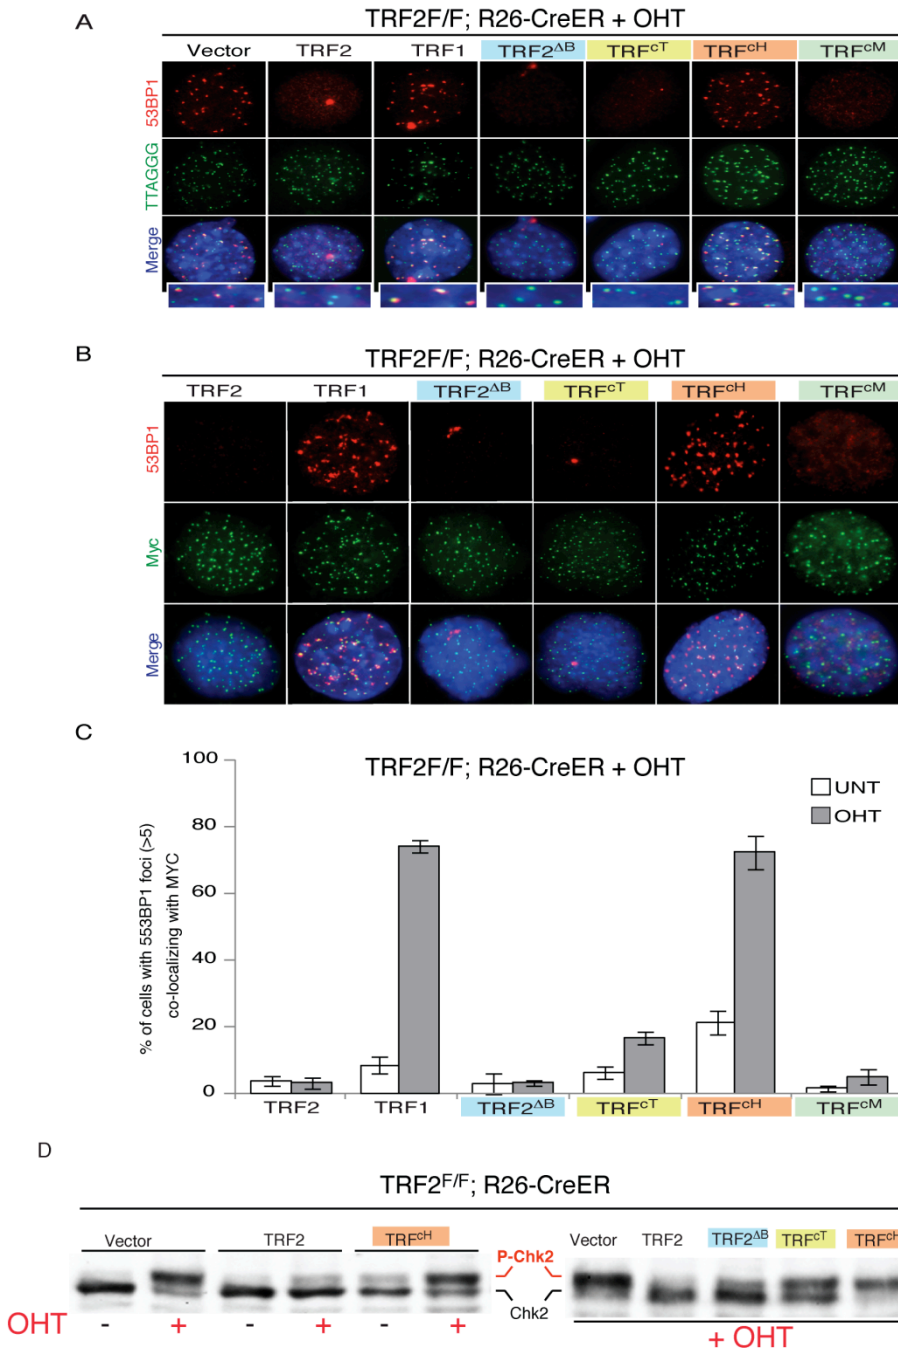 A
TRF2F/F; R26-CreER + OHT
Vector TRF2 TRF1 TRF2ΔB TRFcT TRFcH TRFcM
53BP1
TTAGGG
Merge
B
TRF2F/F; R26-CreER + OHT
TRF2 TRF1 TRF2ΔB TRFcT TRFcH TRFcM
53BP1
Myc
Merge
C
TRF2F/F; R26-CreER + OHT
UNT
OHT
% of cells with 553BP1 foci (>5)
co-localizing with MYC
100
80
60
40
20
0
TRF2 TRF1 TRF2ΔB TRFcT TRFcH TRFcM
D
TRF2F/F; R26-CreER
Vector TRF2 TRFcH
P-Chk2
Chk2
Vector TRF2 TRF2ΔB TRFcT TRFcH
OHT - + - + - +
+ OHT